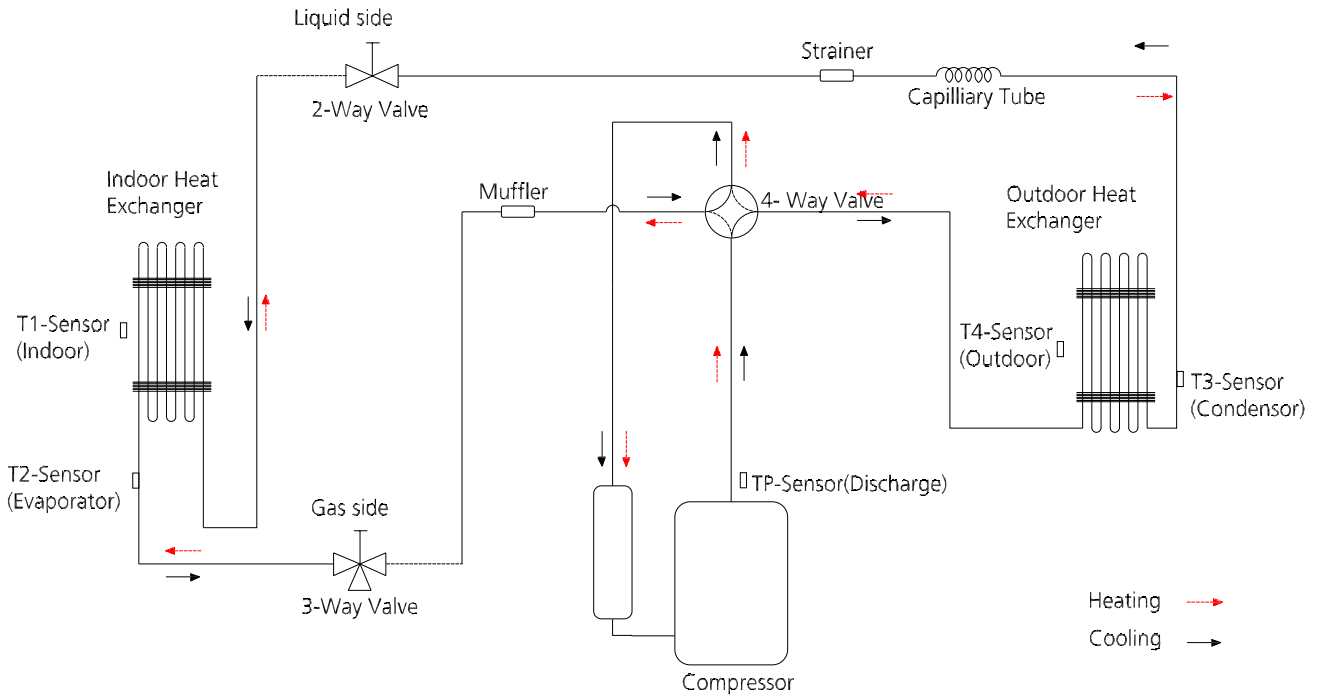 Liquid side
2-Way Valve
Strainer
Capilliary Tube
Indoor Heat
Exchanger
Muffler
4- Way Valve
Outdoor Heat
Exchanger
T1-Sensor
(Indoor)
T4-Sensor
(Outdoor)
T3-Sensor
(Condensor)
T2-Sensor
(Evaporator)
TP-Sensor(Discharge)
Gas side
3-Way Valve
Compressor
Heating
Cooling